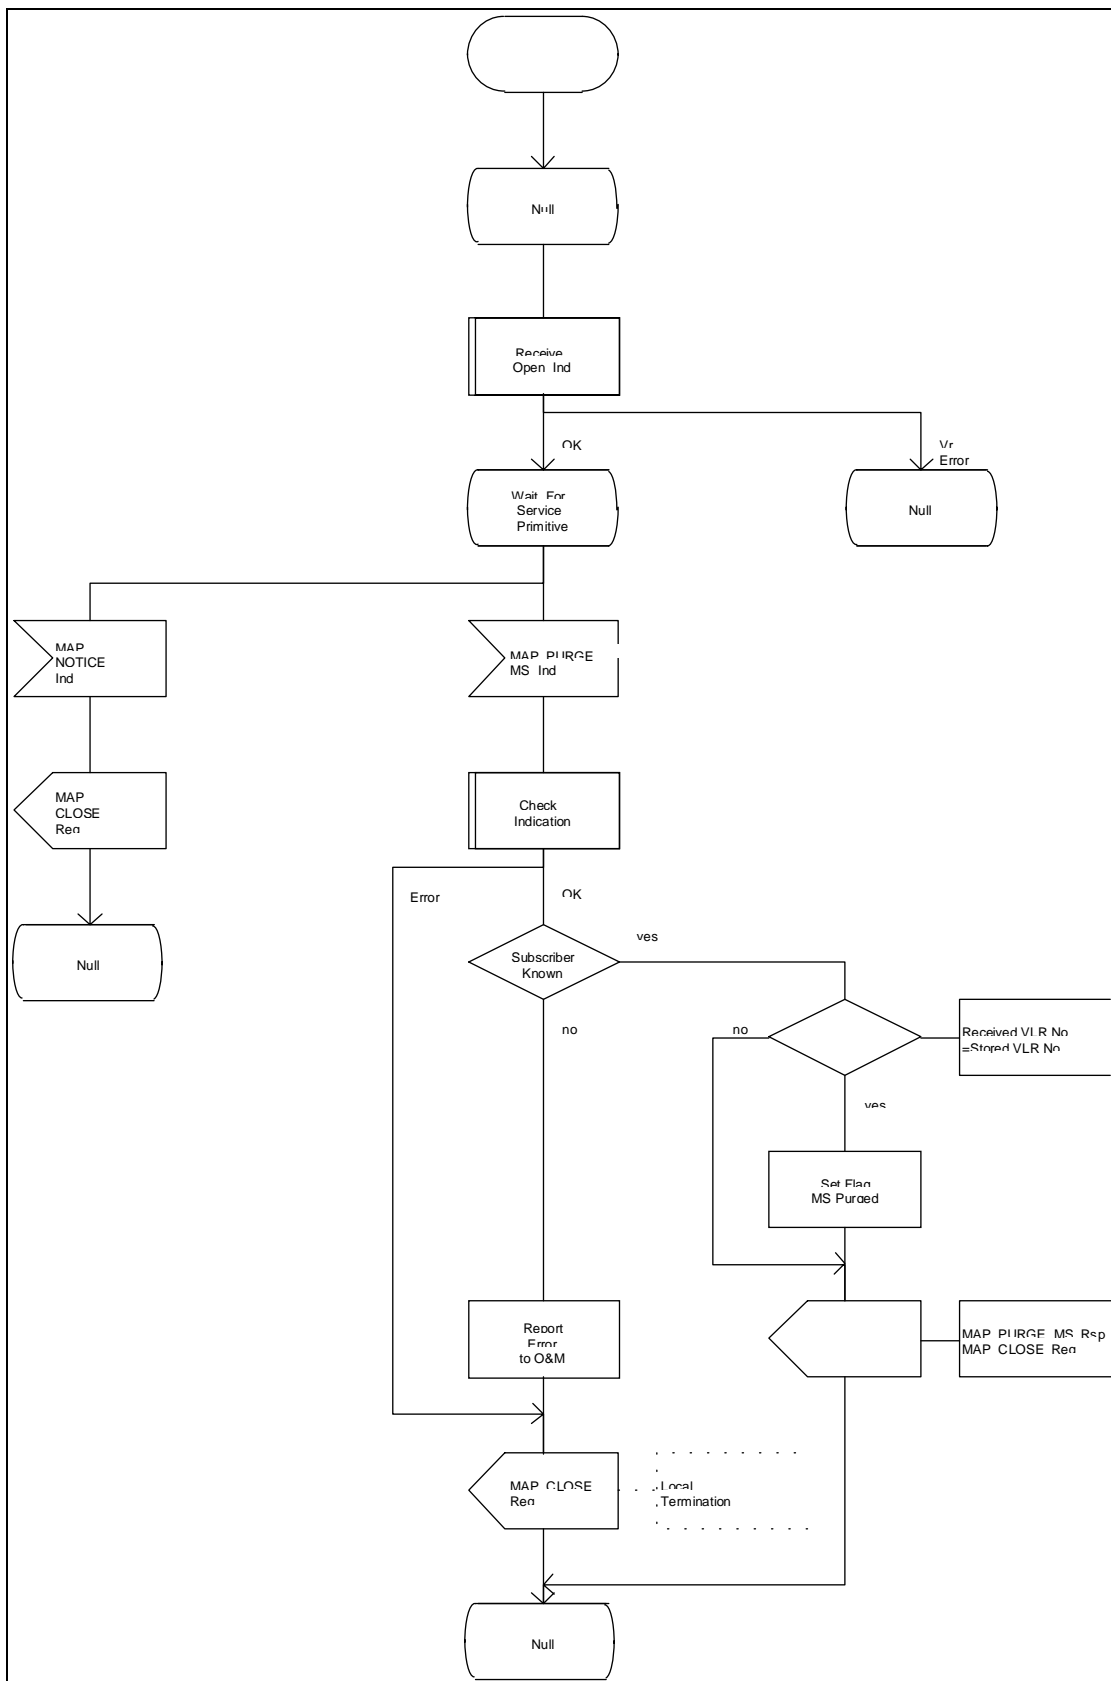 Null
Receive
Open Ind
OK
Vr
Error
Wait For
Service
Primitive
Null
MAP
NOTICE
Ind
MAP PURGE
MS Ind
MAP
CLOSE
Req
Check
Indication
Error
OK
Null
Subscriber
Known
yes
no
no
Received VLR No
=Stored VLR No
yes
Set Flag
MS Purged
Report
Error
to O&M
MAP PURGE MS Rsp
MAP CLOSE Req
MAP CLOSE
Req
Local
Termination
Null